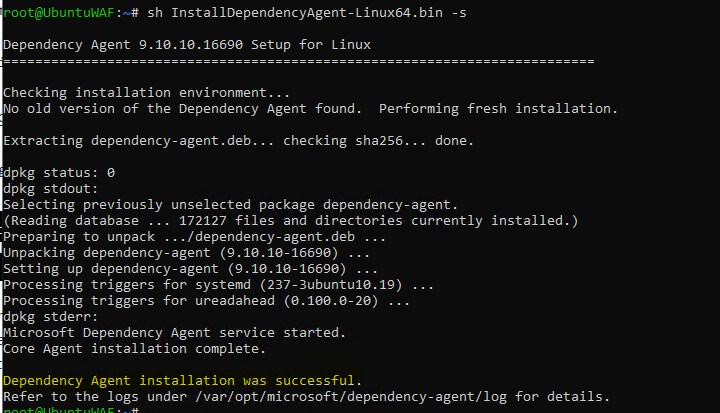 root@UbuntuWAF:~# sh InstallDependencyAgent-Linux64.bin -s
Dependency Agent 9.10.10.16690 Setup for Linux
==========================================================================
Checking installation environment...
No old version of the Dependency Agent found.  Performing fresh installation.
Extracting dependency-agent.deb... checking sha256... done.
dpkg status: 0
dpkg stdout:
Selecting previously unselected package dependency-agent.
(Reading database ... 172127 files and directories currently installed.)
Preparing to unpack .../dependency-agent.deb ...
Unpacking dependency-agent (9.10.10-16690) ...
Setting up dependency-agent (9.10.10-16690) ...
Processing triggers for systemd (237-3ubuntu10.19) ...
Processing triggers for ureadahead (0.100.0-20) ...
dpkg stderr:
Microsoft Dependency Agent service started.
Core Agent installation complete.
Dependency Agent installation was successful.
Refer to the logs under /var/opt/microsoft/dependency-agent/log for details.
root@UbuntuWAF:~#